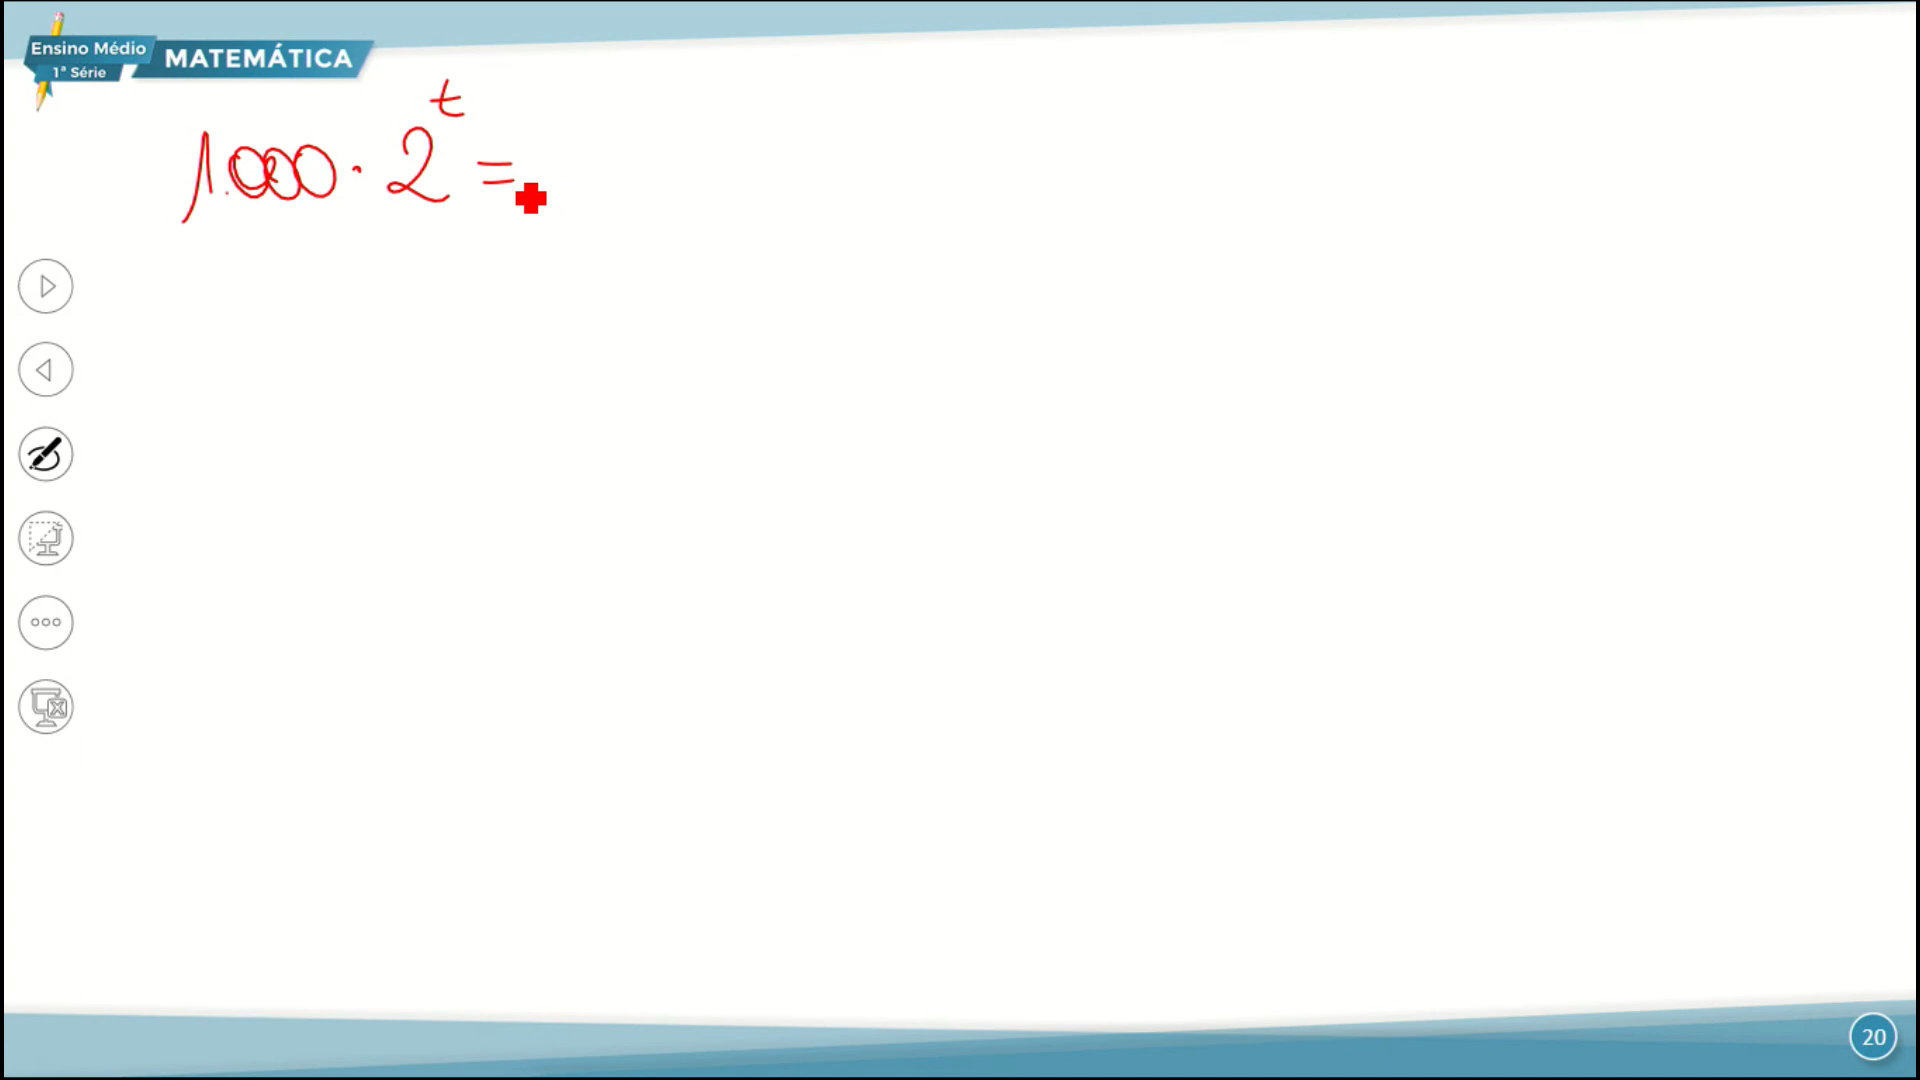 Ensino Médio
1ª Série
MATEMÁTICA
1.000 · 2^t =
20